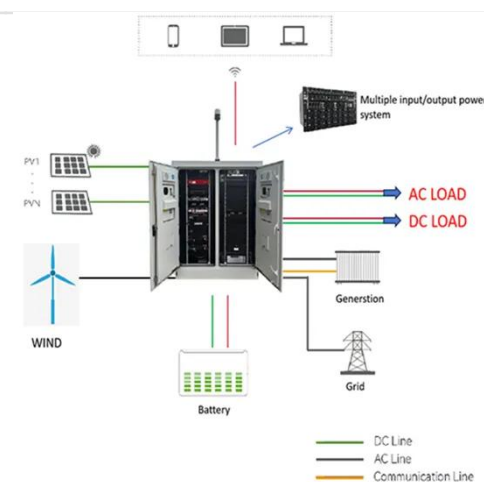 Multiple input/output power
system
PV1
PVN
AC LOAD
DC LOAD
WIND
Generstion
Grid
Battery
DC Line
AC Line
Communication Line